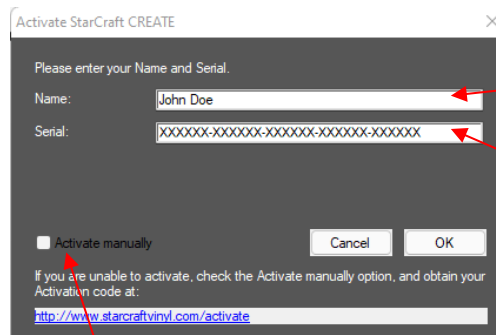 Activate StarCraft CREATE
Please enter your Name and Serial.
Name: John Doe
Serial: XXXXXX-XXXXXX-XXXXXX-XXXXXX-XXXXXX
Activate manually Cancel OK
If you are unable to activate, check the Activate manually option, and obtain your
Activation code at:
http://www.starcraftvinyl.com/activate